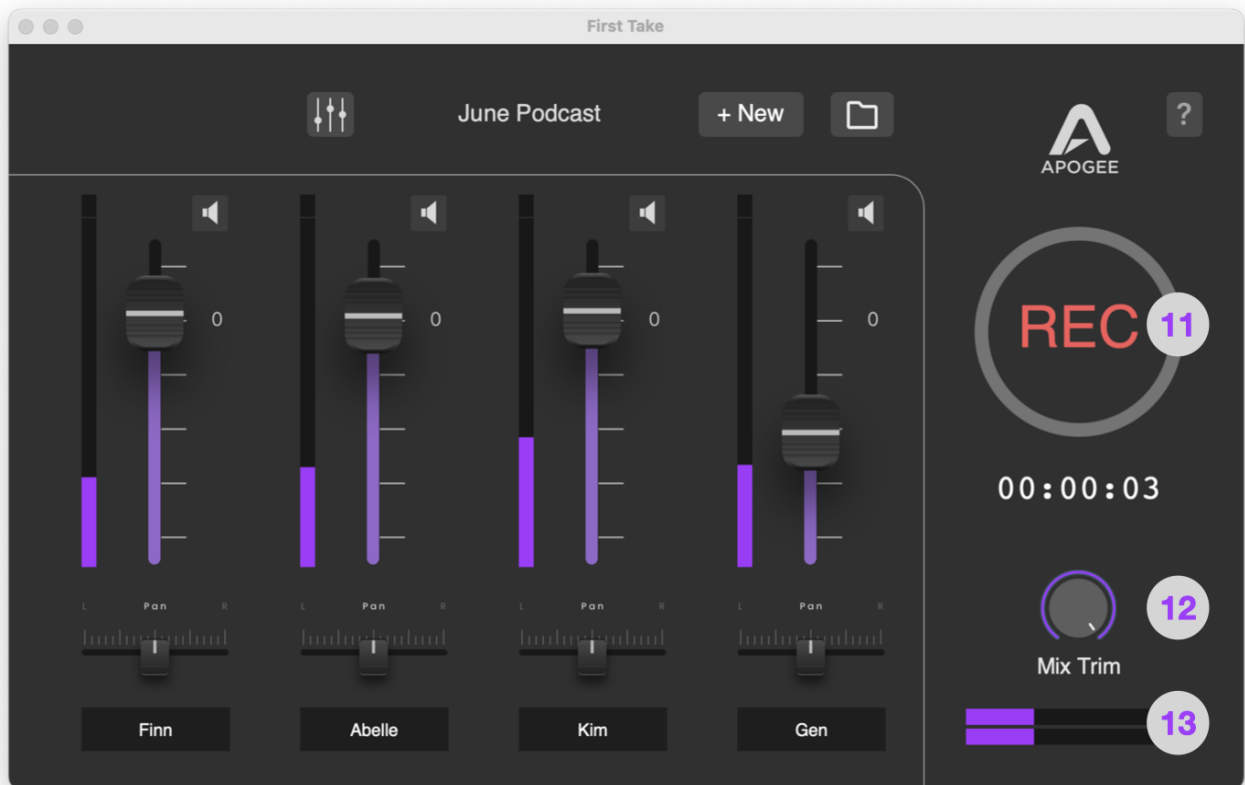 First Take
June Podcast
+ New
?
APOGEE
0
0
0
0
REC
11
00:00:03
L Pan R
L Pan R
L Pan R
L Pan R
12
Mix Trim
Finn
Abelle
Kim
Gen
13